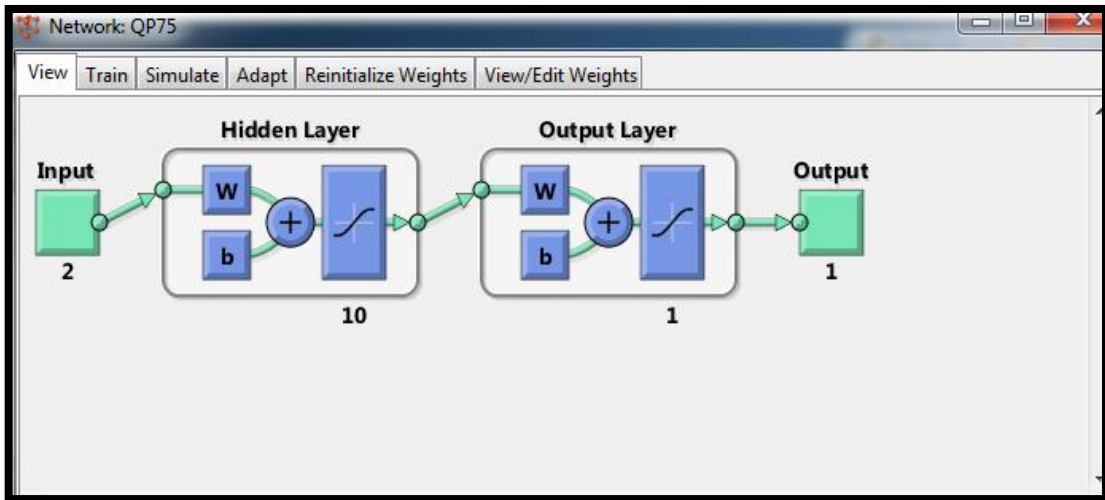 Network: QP75
View Train Simulate Adapt Reinitialize Weights View/Edit Weights
Hidden Layer Output Layer
Input Output
W W
b b
2 1
10 1